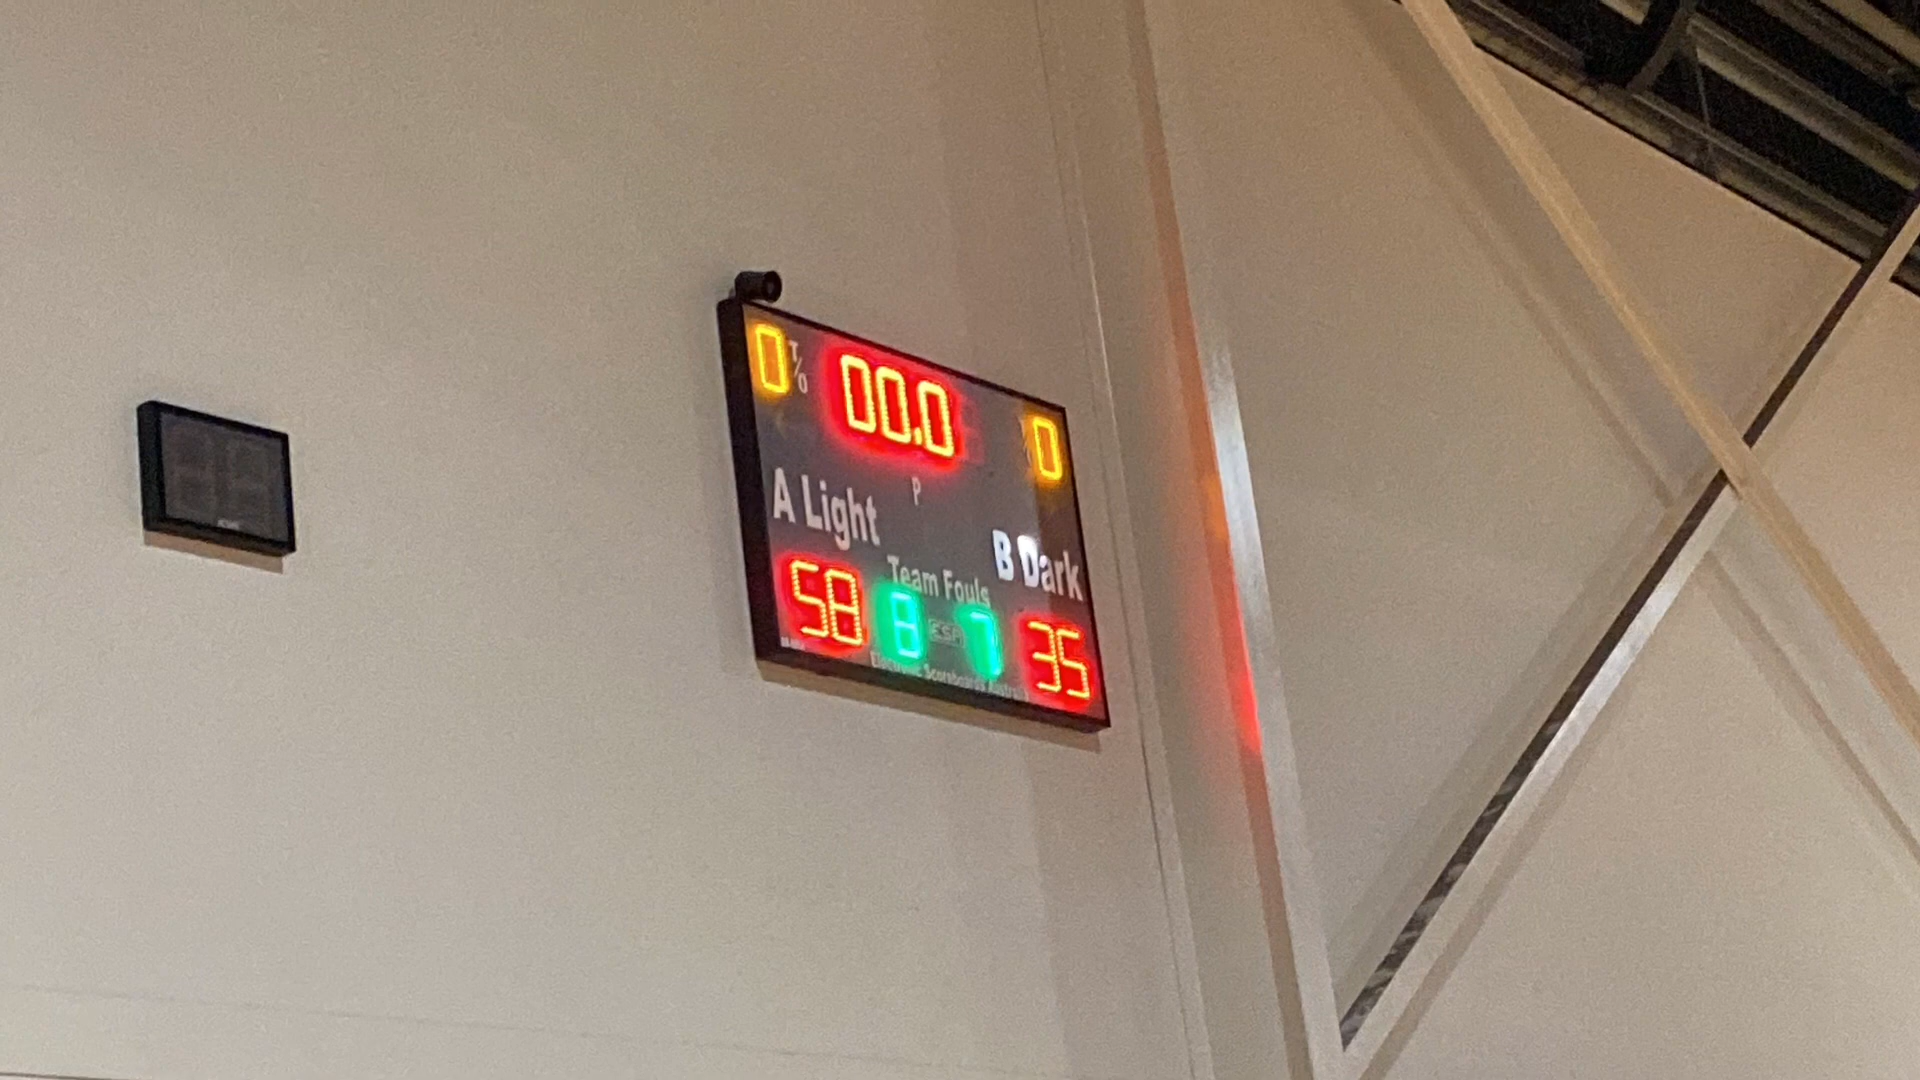 0 T/O 00.0 0
P
A Light B Dark
Team Fouls
58 8 ESA 7 35
Electronic Scoreboards Australia